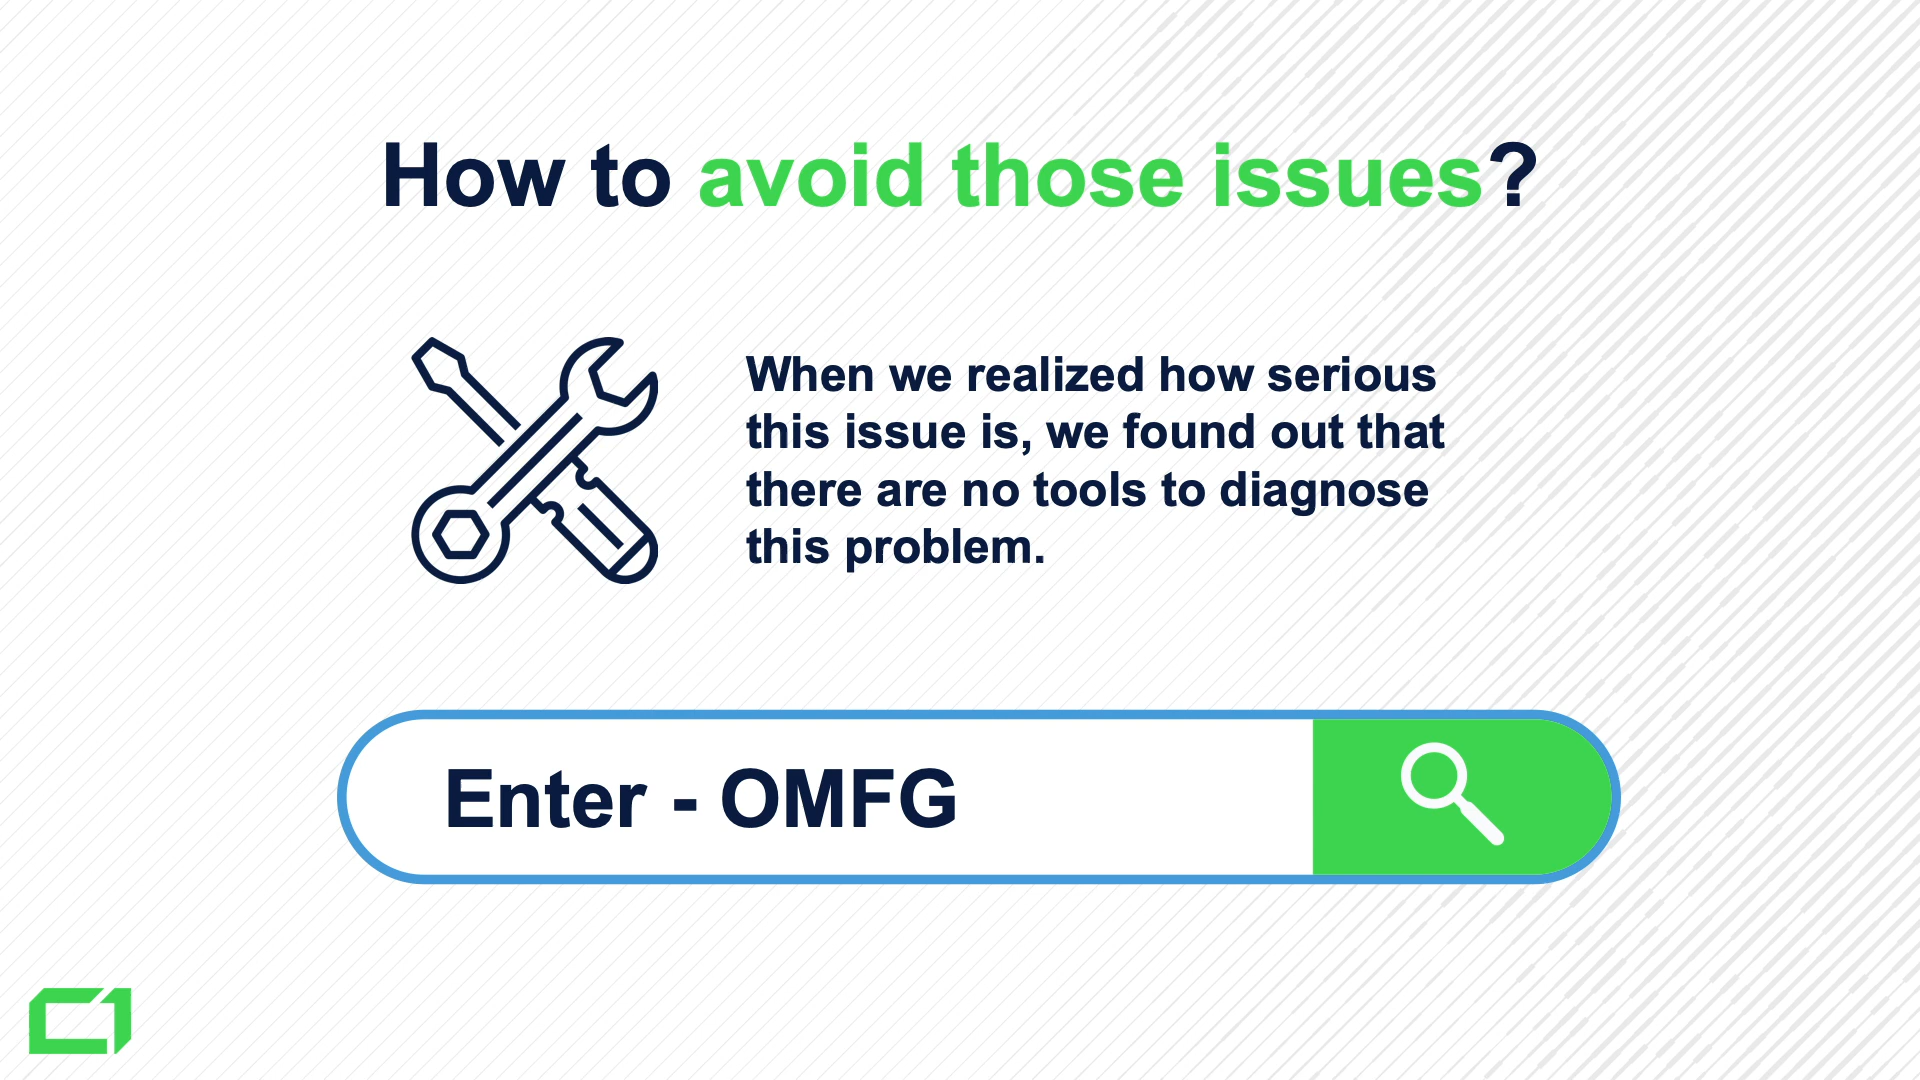 How to avoid those issues?
When we realized how serious
this issue is, we found out that
there are no tools to diagnose
this problem.
Enter - OMFG